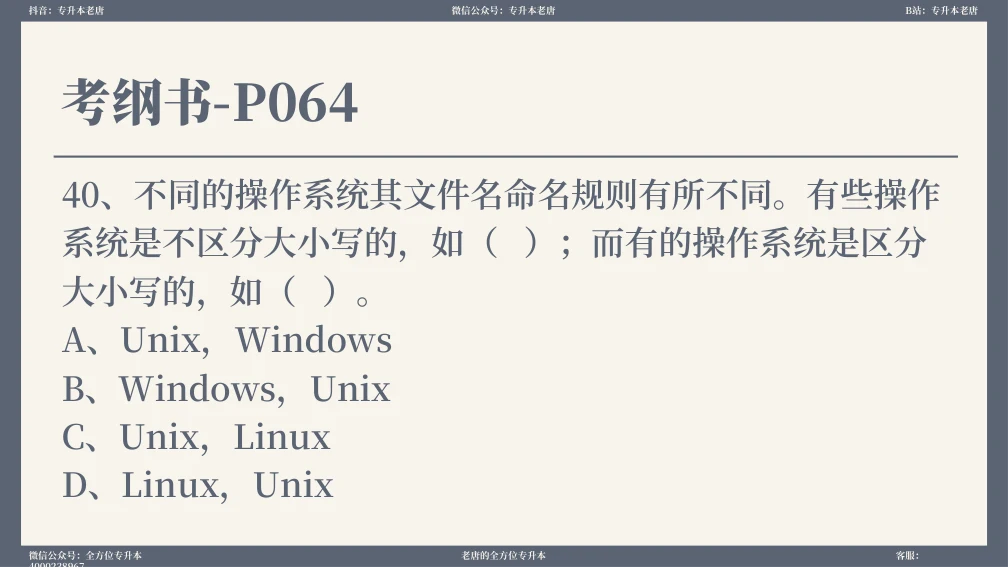 抖音：专升本老唐
微信公众号：专升本老唐
B站：专升本老唐
考纲书-P064
40、不同的操作系统其文件名命名规则有所不同。有些操作
系统是不区分大小写的，如（ ）；而有的操作系统是区分
大小写的，如（ ）。
A、Unix，Windows
B、Windows，Unix
C、Unix，Linux
D、Linux，Unix
微信公众号：全方位专升本
老唐的全方位专升本
客服：
4000238967